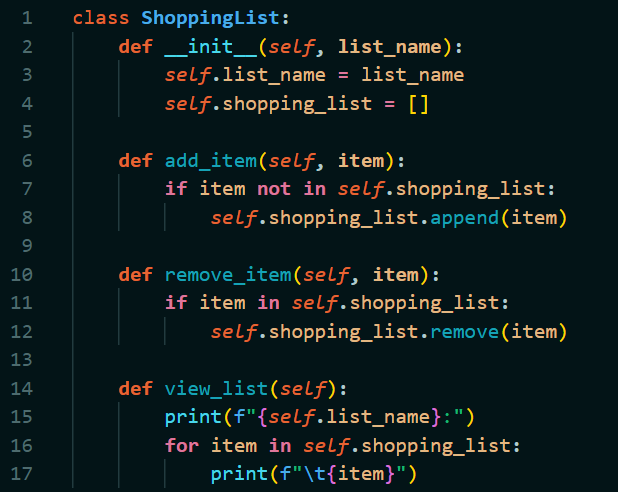 1 class ShoppingList:
2     def __init__(self, list_name):
3         self.list_name = list_name
4         self.shopping_list = []
5
6     def add_item(self, item):
7         if item not in self.shopping_list:
8             self.shopping_list.append(item)
9
10     def remove_item(self, item):
11         if item in self.shopping_list:
12             self.shopping_list.remove(item)
13
14     def view_list(self):
15         print(f"{self.list_name}:")
16         for item in self.shopping_list:
17             print(f"\t{item}")